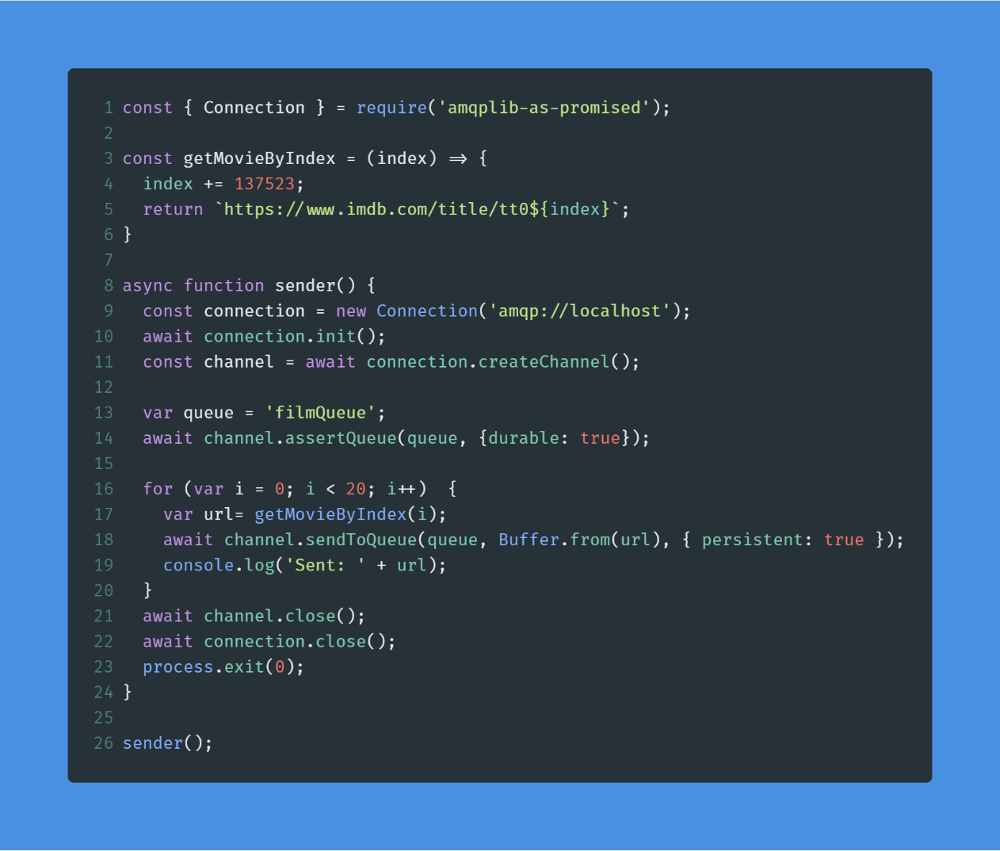 1 const { Connection } = require('amqplib-as-promised');
2
3 const getMovieByIndex = (index) => {
4   index += 137523;
5   return `https://www.imdb.com/title/tt0${index}`;
6 }
7
8 async function sender() {
9   const connection = new Connection('amqp://localhost');
10   await connection.init();
11   const channel = await connection.createChannel();
12
13   var queue = 'filmQueue';
14   await channel.assertQueue(queue, {durable: true});
15
16   for (var i = 0; i < 20; i++)  {
17     var url= getMovieByIndex(i);
18     await channel.sendToQueue(queue, Buffer.from(url), { persistent: true });
19     console.log('Sent: ' + url);
20   }
21   await channel.close();
22   await connection.close();
23   process.exit(0);
24 }
25
26 sender();